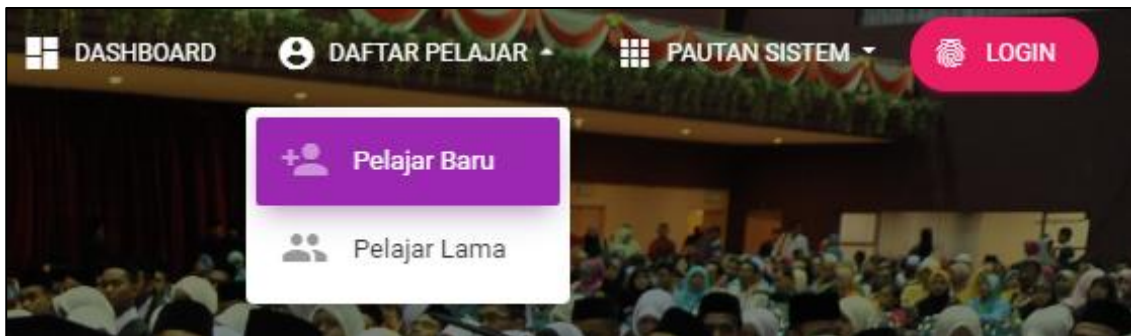 DASHBOARD DAFTAR PELAJAR PAUTAN SISTEM LOGIN
Pelajar Baru
Pelajar Lama